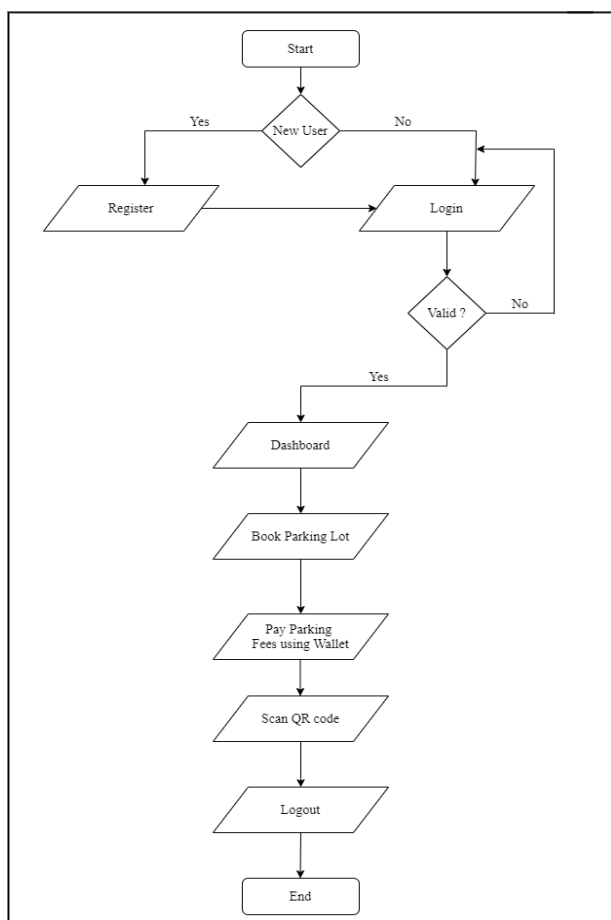 Start
New User
Yes
No
Register
Login
Valid ?
No
Yes
Dashboard
Book Parking Lot
Pay Parking
Fees using Wallet
Scan QR code
Logout
End